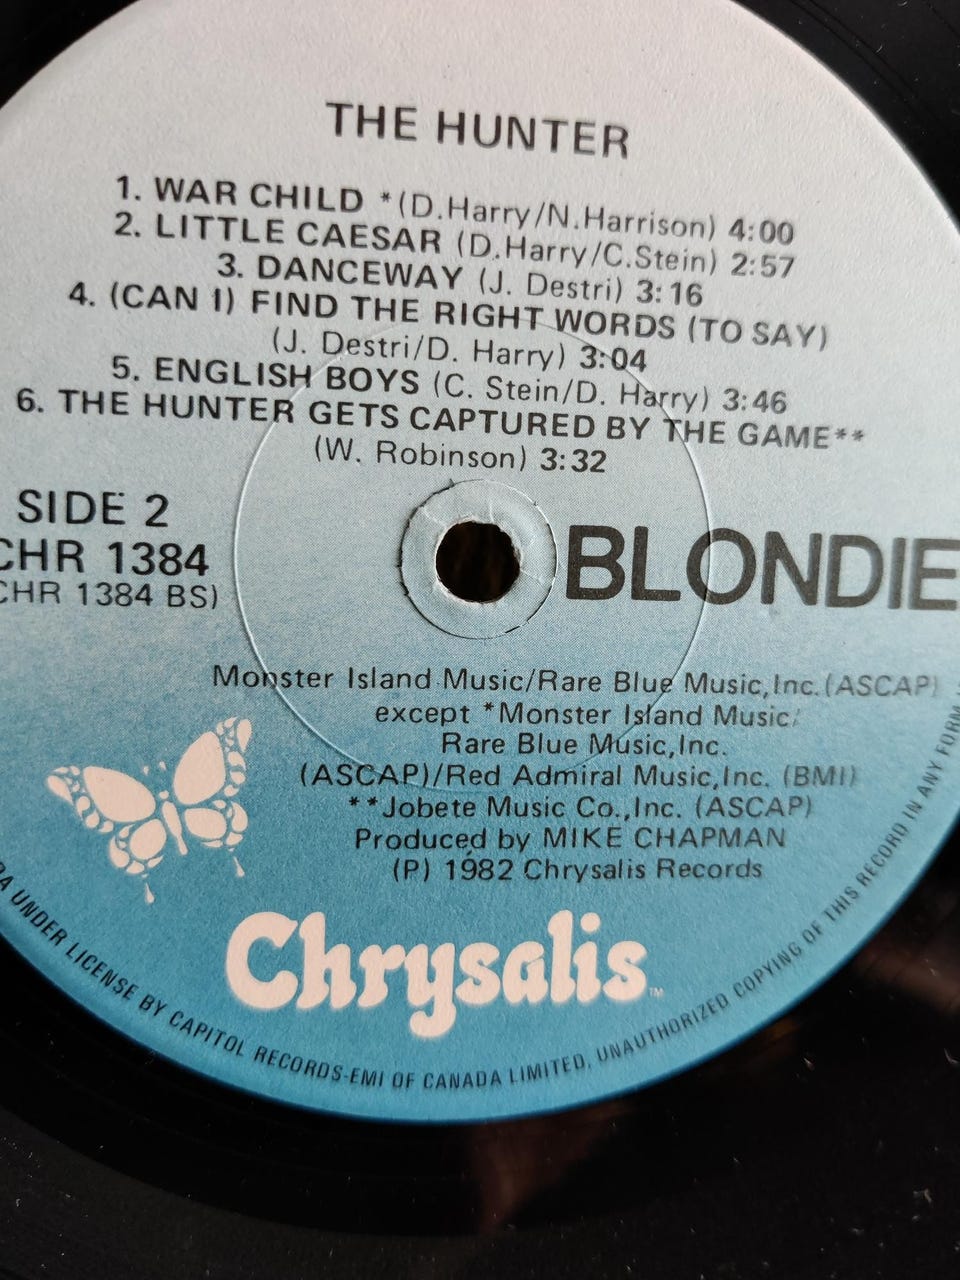 THE HUNTER
1. WAR CHILD *(D.Harry/N.Harrison) 4:00
2. LITTLE CAESAR (D.Harry/C.Stein) 2:57
3. DANCEWAY (J. Destri) 3:16
4. (CAN I) FIND THE RIGHT WORDS (TO SAY)
(J. Destri/D. Harry) 3:04
5. ENGLISH BOYS (C. Stein/D. Harry) 3:46
6. THE HUNTER GETS CAPTURED BY THE GAME**
(W. Robinson) 3:32
SIDE 2
CHR 1384
CHR 1384 BS)
BLONDIE
Monster Island Music/Rare Blue Music,Inc.(ASCAP)
except *Monster Island Music/
Rare Blue Music,Inc.
(ASCAP)/Red Admiral Music,Inc. (BMI)
**Jobete Music Co.,Inc. (ASCAP)
Produced by MIKE CHAPMAN
(P) 1982 Chrysalis Records
Chrysalis™
DA UNDER LICENSE BY CAPITOL RECORDS-EMI OF CANADA LIMITED, UNAUTHORIZED COPYING OF THIS RECORD IN ANY FORM